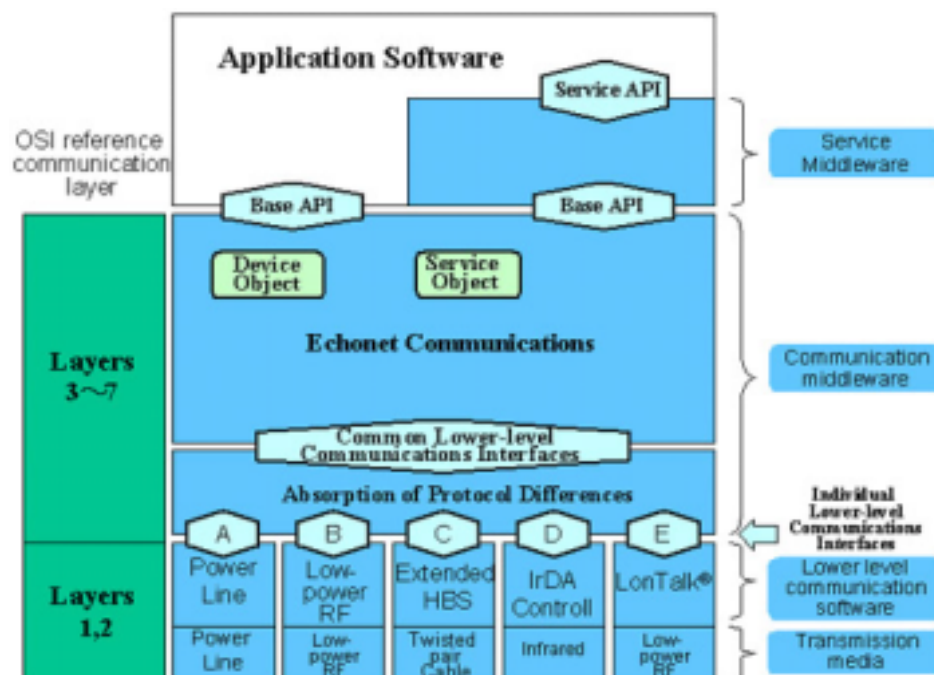 Application Software
Service API
OSI reference
communication
layer
Service
Middleware
Base API
Base API
Device
Object
Service
Object
Echonet Communications
Layers
3～7
Communication
middleware
Common Lower-level
Communications Interfaces
Absorption of Protocol Differences
Individual
Lower-level
Communications
Interfaces
A
B
C
D
E
Power
Line
Low-
power
RF
Extended
HBS
IrDA
Controll
LonTalk®
Layers
1,2
Lower level
communication
software
Power
Line
Low-
power
RF
Twisted
pair
Cable
Infrared
Low-
power
RF
Transmission
media